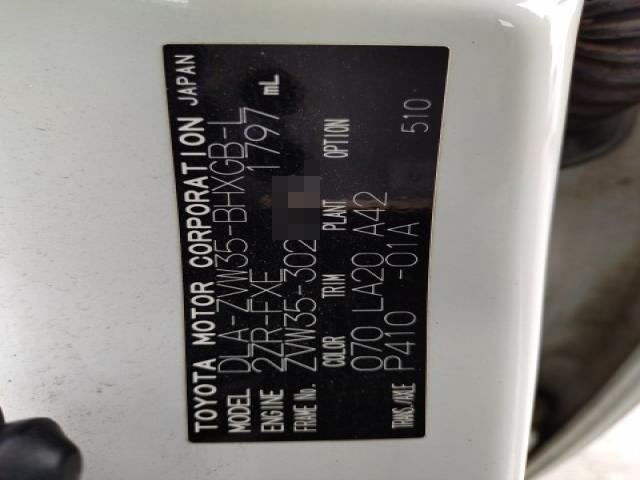 TOYOTA MOTOR CORPORATION JAPAN
MODEL DLA-ZVW35-BHXGB-L
ENGINE 2ZR-FXE 1797 mL
FRAME No. ZVW35-302
COLOR TRIM PLANT OPTION
070 LA20 A42
TRANS/AXLE P410 -01A 510